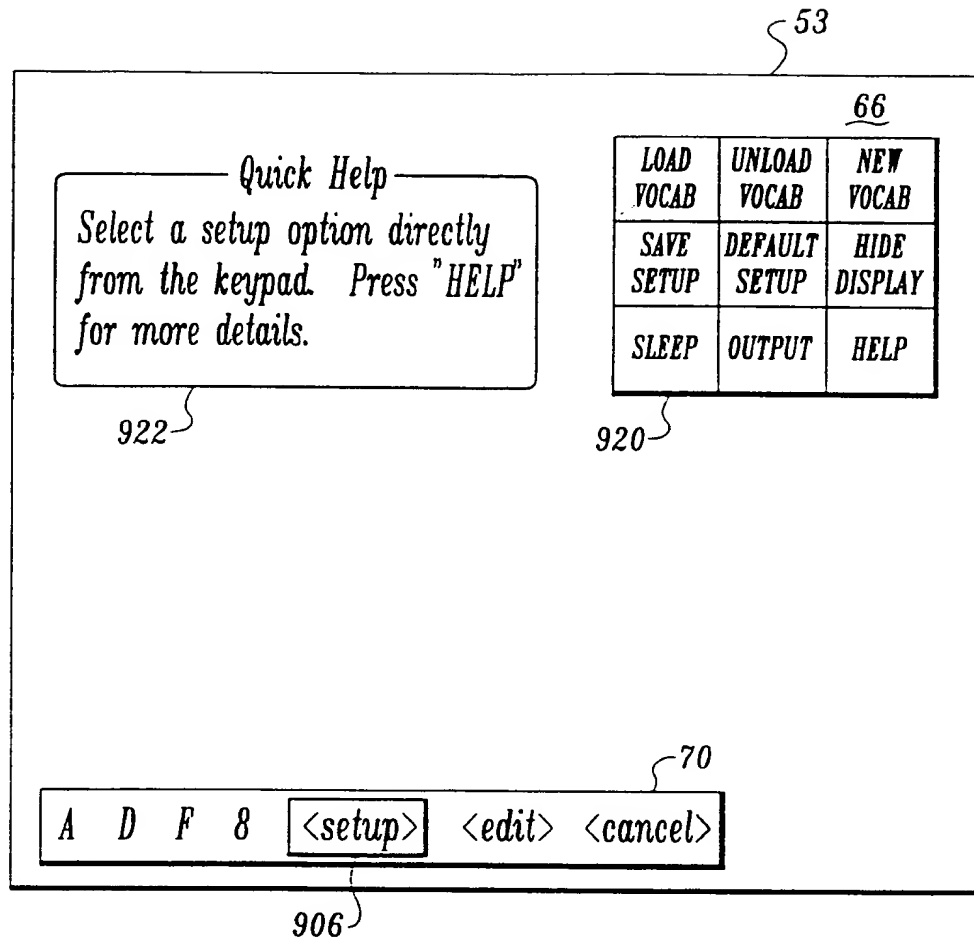 53
66
Quick Help
Select a setup option directly
from the keypad. Press "HELP"
for more details.
922
LOAD VOCAB
UNLOAD VOCAB
NEW VOCAB
SAVE SETUP
DEFAULT SETUP
HIDE DISPLAY
SLEEP
OUTPUT
HELP
920
70
A D F 8 <setup> <edit> <cancel>
906